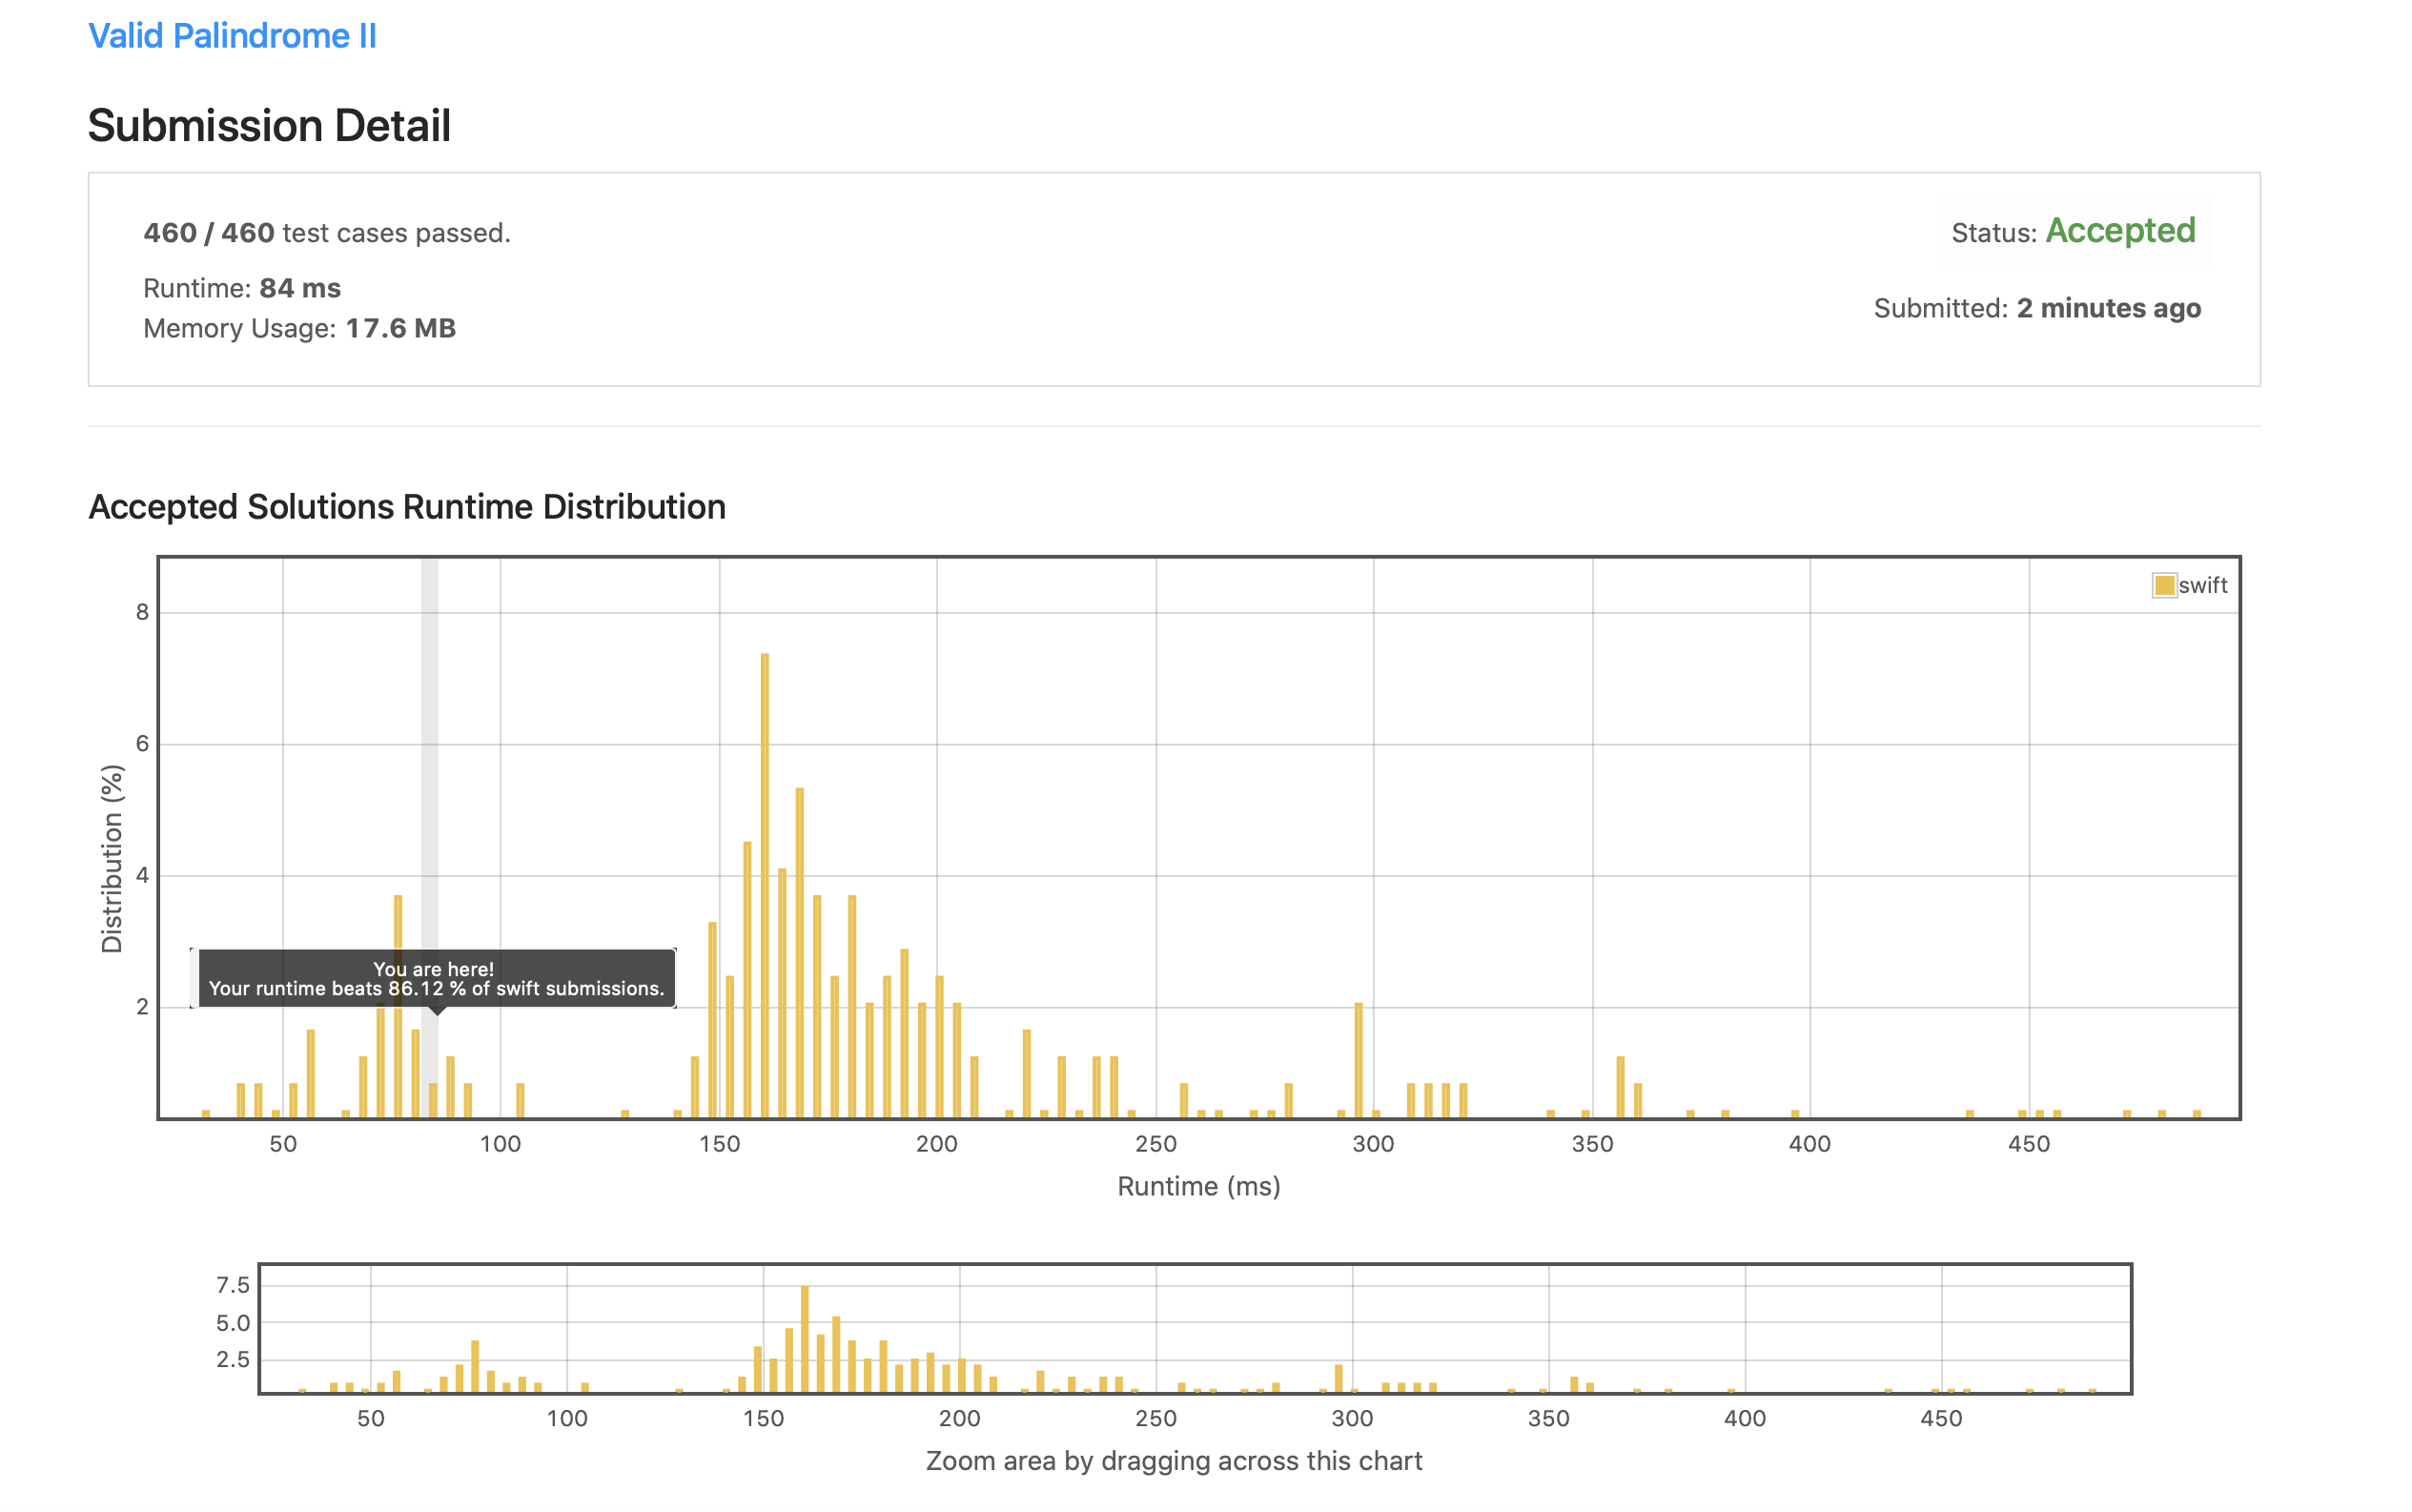 Valid Palindrome II
Submission Detail
460 / 460 test cases passed.
Status: Accepted
Runtime: 84 ms
Submitted: 2 minutes ago
Memory Usage: 17.6 MB
Accepted Solutions Runtime Distribution
swift
8
6
4
2
Distribution (%)
You are here!
Your runtime beats 86.12 % of swift submissions.
50 100 150 200 250 300 350 400 450
Runtime (ms)
7.5
5.0
2.5
50 100 150 200 250 300 350 400 450
Zoom area by dragging across this chart